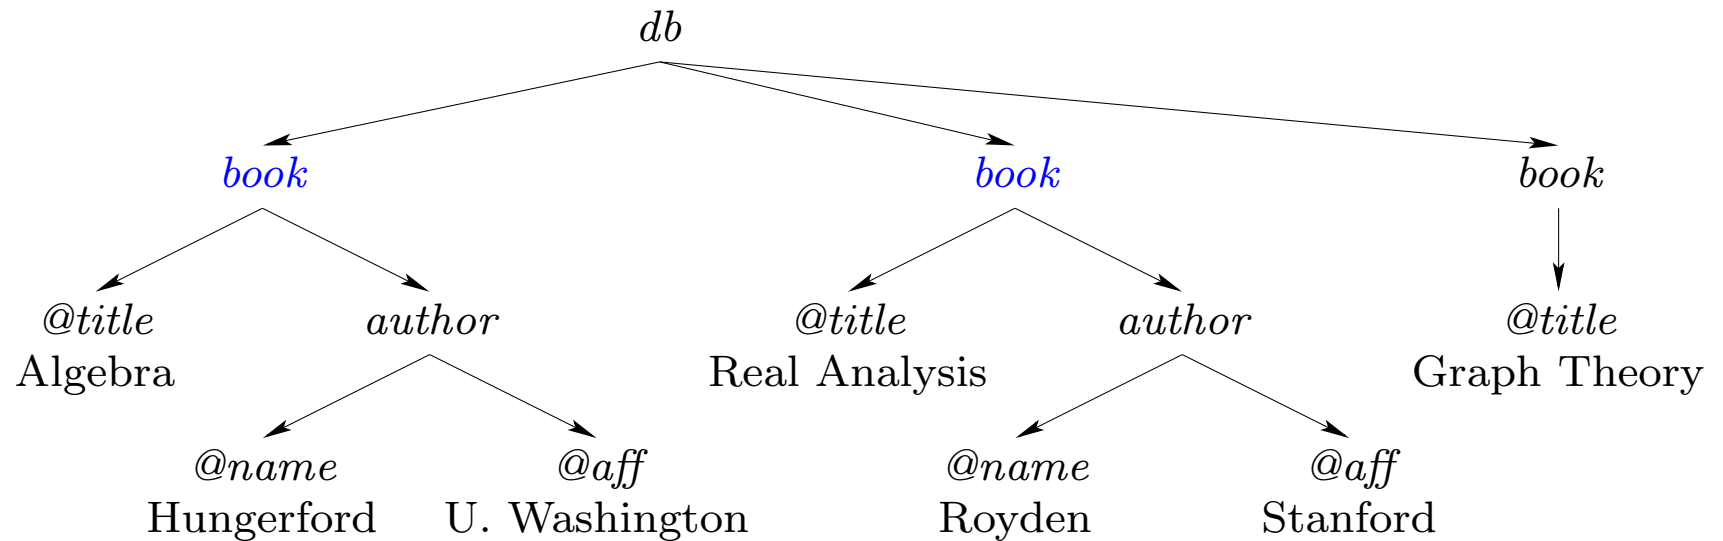 db
book book book
@title author @title author @title
Algebra Real Analysis Graph Theory
@name @aff @name @aff
Hungerford U. Washington Royden Stanford